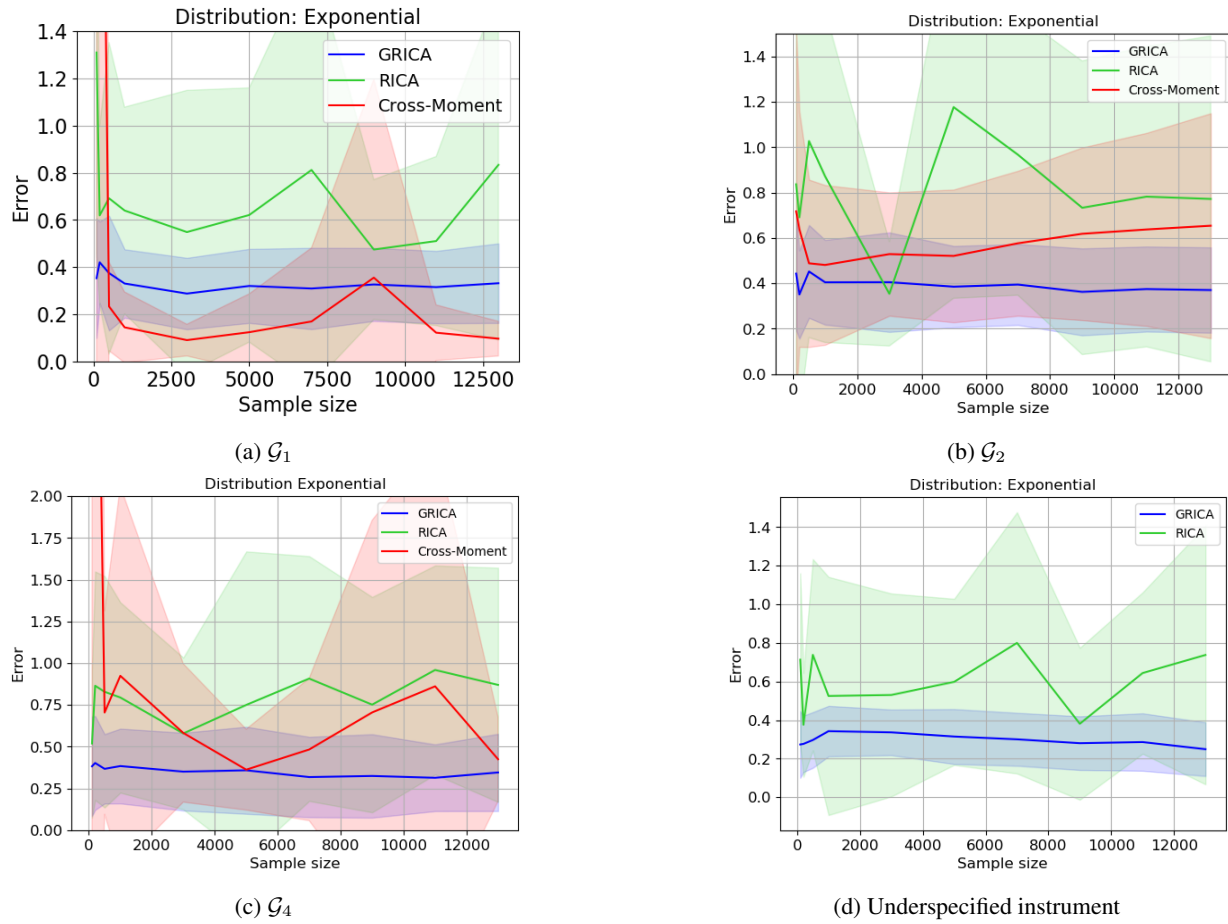 Distribution: Exponential
1.4
1.2
1.0
0.8
0.6
0.4
0.2
0.0
Error
GRICA
RICA
Cross-Moment
0 2500 5000 7500 10000 12500
Sample size
(a) 𝒢₁
Distribution: Exponential
1.4
1.2
1.0
0.8
0.6
0.4
0.2
0.0
Error
GRICA
RICA
Cross-Moment
0 2000 4000 6000 8000 10000 12000
Sample size
(b) 𝒢₂
Distribution Exponential
2.00
1.75
1.50
1.25
1.00
0.75
0.50
0.25
0.00
Error
GRICA
RICA
Cross-Moment
0 2000 4000 6000 8000 10000 12000
Sample size
(c) 𝒢₄
Distribution: Exponential
1.4
1.2
1.0
0.8
0.6
0.4
0.2
0.0
Error
GRICA
RICA
0 2000 4000 6000 8000 10000 12000
Sample size
(d) Underspecified instrument